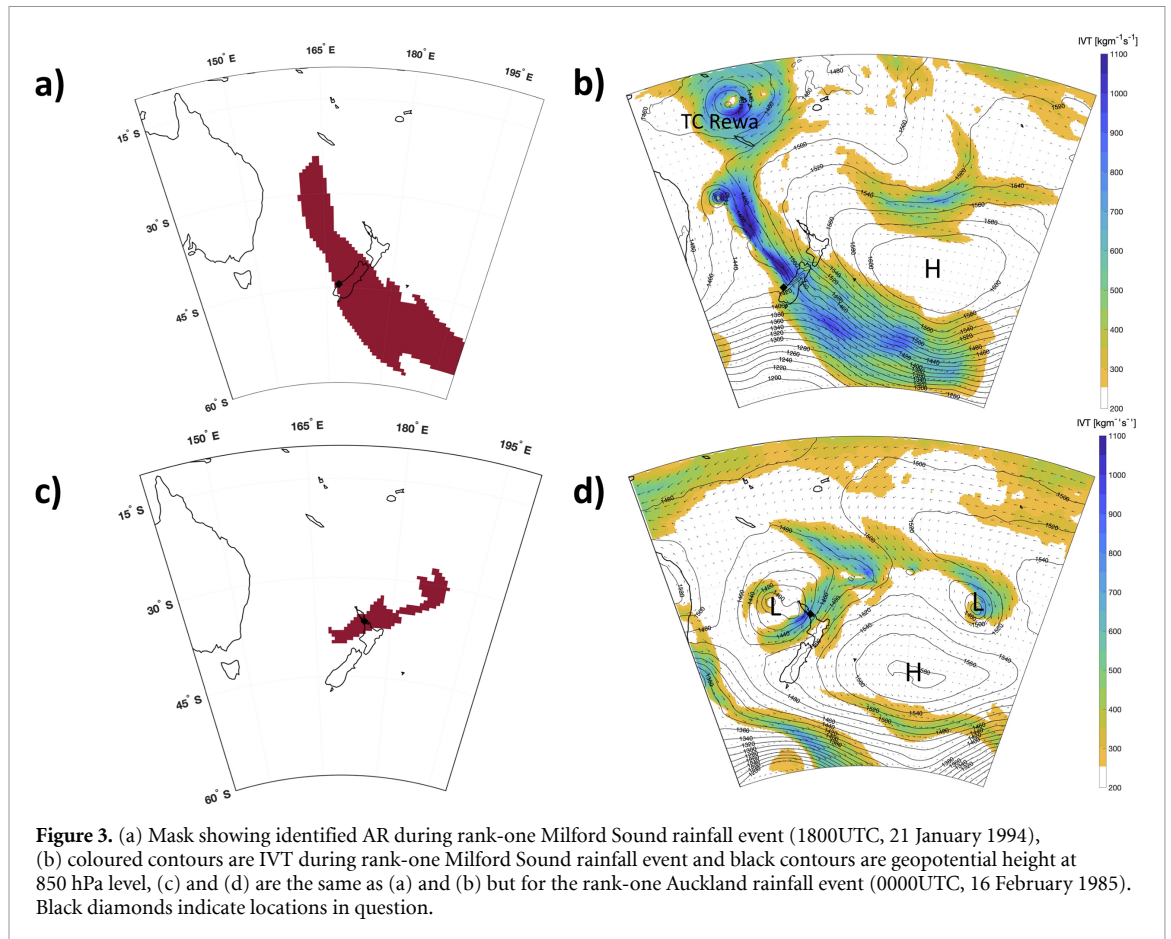 a)
150° E
165° E
180° E
195° E
15° S
30° S
45° S
60° S
b)
TC Rewa
H
IVT [kgm⁻¹s⁻¹]
1100
1000
900
800
700
600
500
400
300
200
c)
150° E
165° E
180° E
195° E
15° S
30° S
45° S
60° S
d)
L
L
H
IVT [kgm⁻¹s⁻¹]
1100
1000
900
800
700
600
500
400
300
200
Figure 3. (a) Mask showing identified AR during rank-one Milford Sound rainfall event (1800UTC, 21 January 1994),
(b) coloured contours are IVT during rank-one Milford Sound rainfall event and black contours are geopotential height at
850 hPa level, (c) and (d) are the same as (a) and (b) but for the rank-one Auckland rainfall event (0000UTC, 16 February 1985).
Black diamonds indicate locations in question.